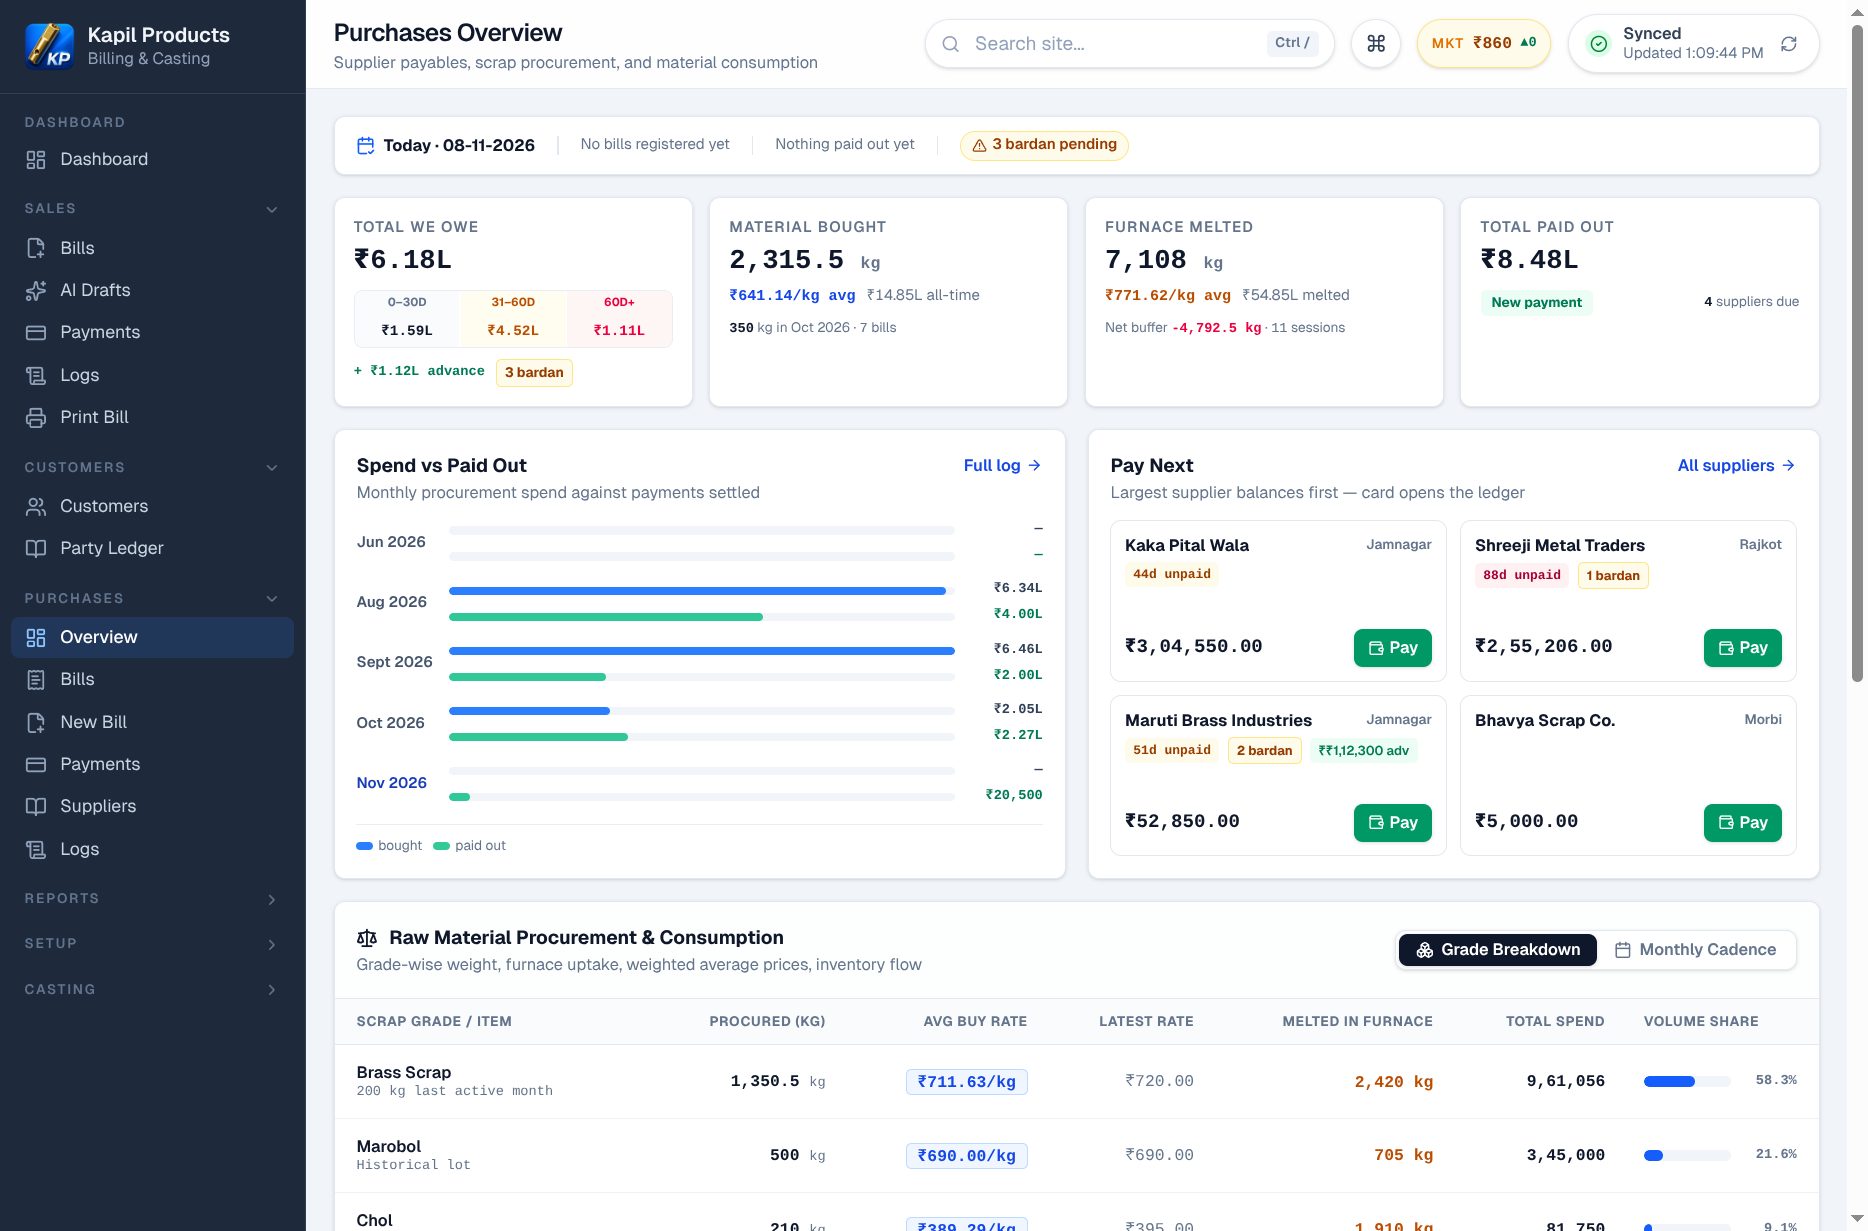 Kapil Products
Billing & Casting
KP
DASHBOARD
Dashboard
SALES
Bills
AI Drafts
Payments
Logs
Print Bill
CUSTOMERS
Customers
Party Ledger
PURCHASES
Overview
Bills
New Bill
Payments
Suppliers
Logs
REPORTS
SETUP
CASTING
Purchases Overview
Supplier payables, scrap procurement, and material consumption
Search site...
Ctrl /
MKT ₹860 ▲0
Synced
Updated 1:09:44 PM
Today · 08-11-2026
No bills registered yet
Nothing paid out yet
3 bardan pending
TOTAL WE OWE
₹6.18L
0–30D 31–60D 60D+
₹1.59L ₹4.52L ₹1.11L
+ ₹1.12L advance 3 bardan
MATERIAL BOUGHT
2,315.5 kg
₹641.14/kg avg ₹14.85L all-time
350 kg in Oct 2026 · 7 bills
FURNACE MELTED
7,108 kg
₹771.62/kg avg ₹54.85L melted
Net buffer -4,792.5 kg · 11 sessions
TOTAL PAID OUT
₹8.48L
New payment 4 suppliers due
Spend vs Paid Out Full log →
Monthly procurement spend against payments settled
Jun 2026 –
–
Aug 2026 ₹6.34L
₹4.00L
Sept 2026 ₹6.46L
₹2.00L
Oct 2026 ₹2.05L
₹2.27L
Nov 2026 –
₹20,500
bought paid out
Pay Next All suppliers →
Largest supplier balances first — card opens the ledger
Kaka Pital Wala Jamnagar
44d unpaid
₹3,04,550.00 Pay
Shreeji Metal Traders Rajkot
88d unpaid 1 bardan
₹2,55,206.00 Pay
Maruti Brass Industries Jamnagar
51d unpaid 2 bardan ₹₹1,12,300 adv
₹52,850.00 Pay
Bhavya Scrap Co. Morbi
₹5,000.00 Pay
Raw Material Procurement & Consumption
Grade-wise weight, furnace uptake, weighted average prices, inventory flow
Grade Breakdown Monthly Cadence
SCRAP GRADE / ITEM PROCURED (KG) AVG BUY RATE LATEST RATE MELTED IN FURNACE TOTAL SPEND VOLUME SHARE
Brass Scrap 1,350.5 kg ₹711.63/kg ₹720.00 2,420 kg 9,61,056 58.3%
200 kg last active month
Marobol 500 kg ₹690.00/kg ₹690.00 705 kg 3,45,000 21.6%
Historical lot
Chol 210 kg ₹389.29/kg ₹395.00 1,910 kg 81,750 9.1%